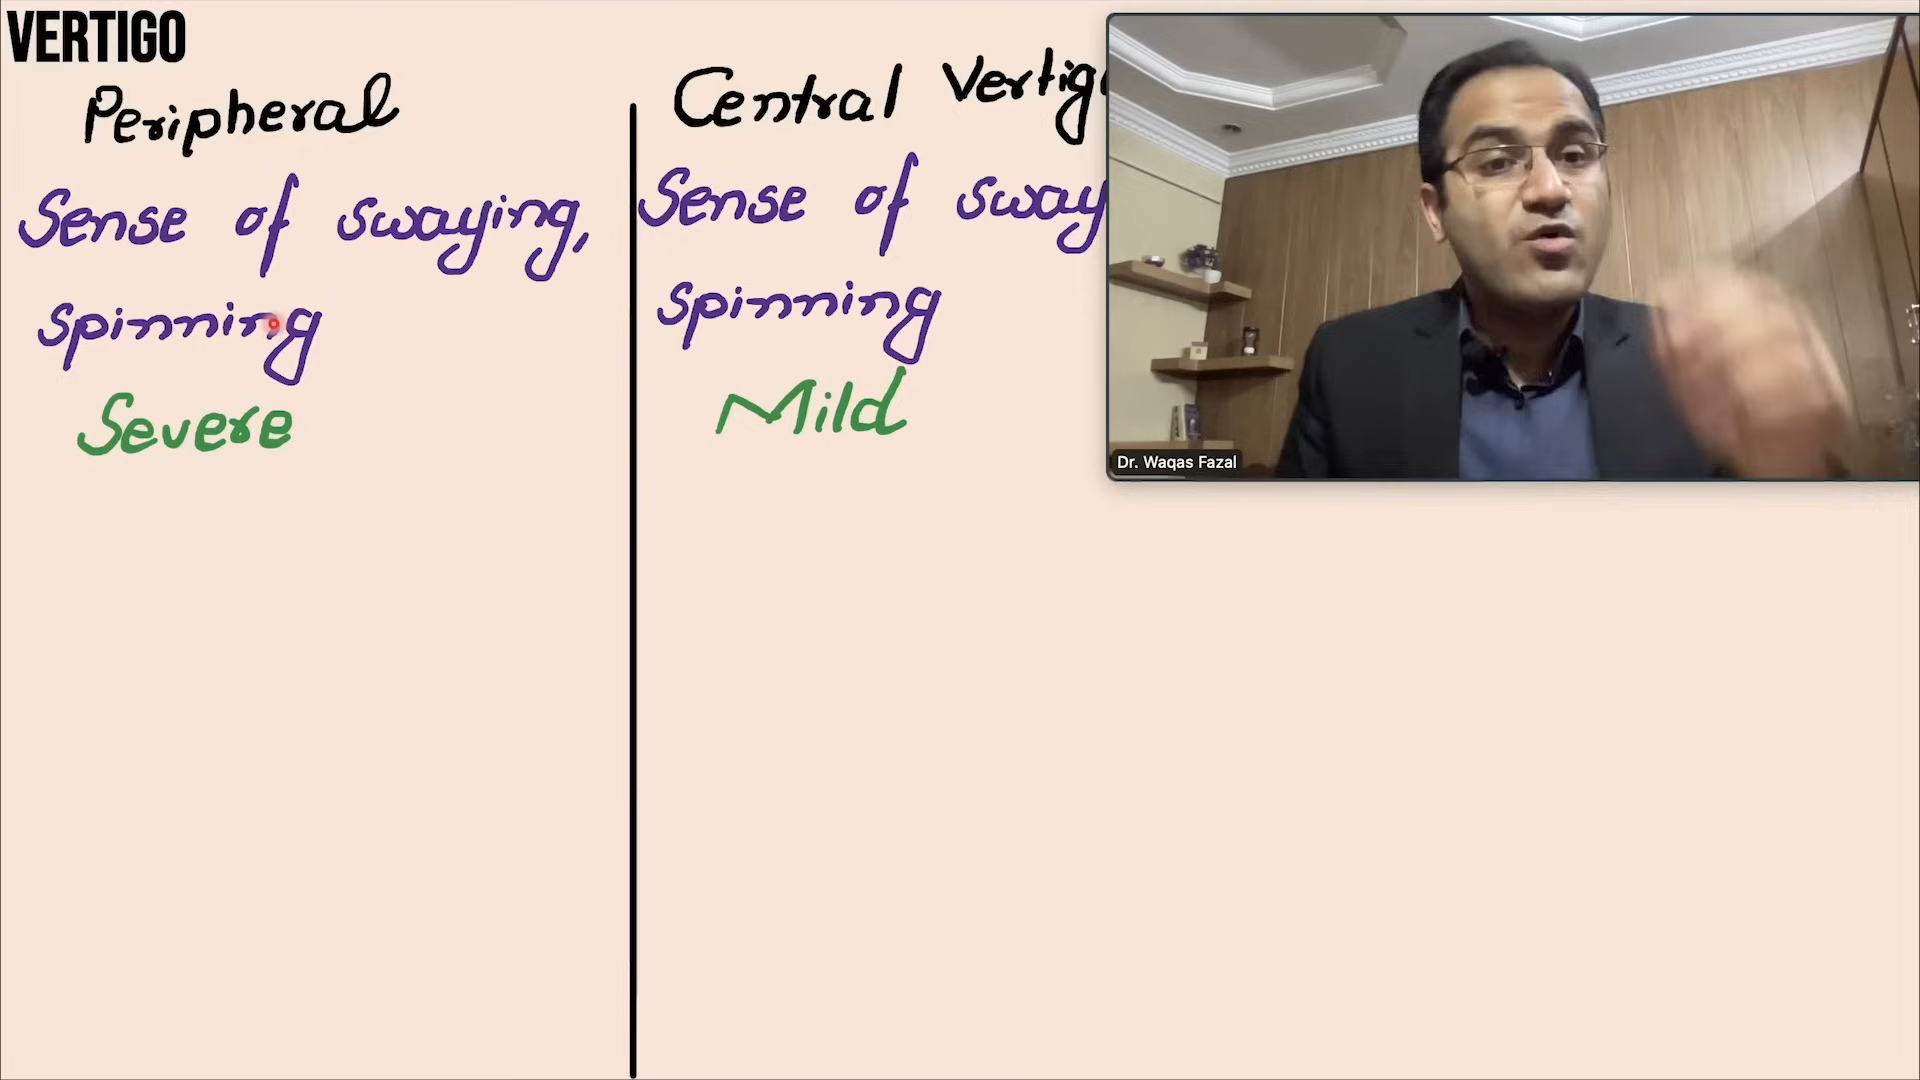 VERTIGO
Peripheral
Sense of swaying,
spinning
Severe
Central Vertig
Sense of sway
spinning
Mild
Dr. Waqas Fazal